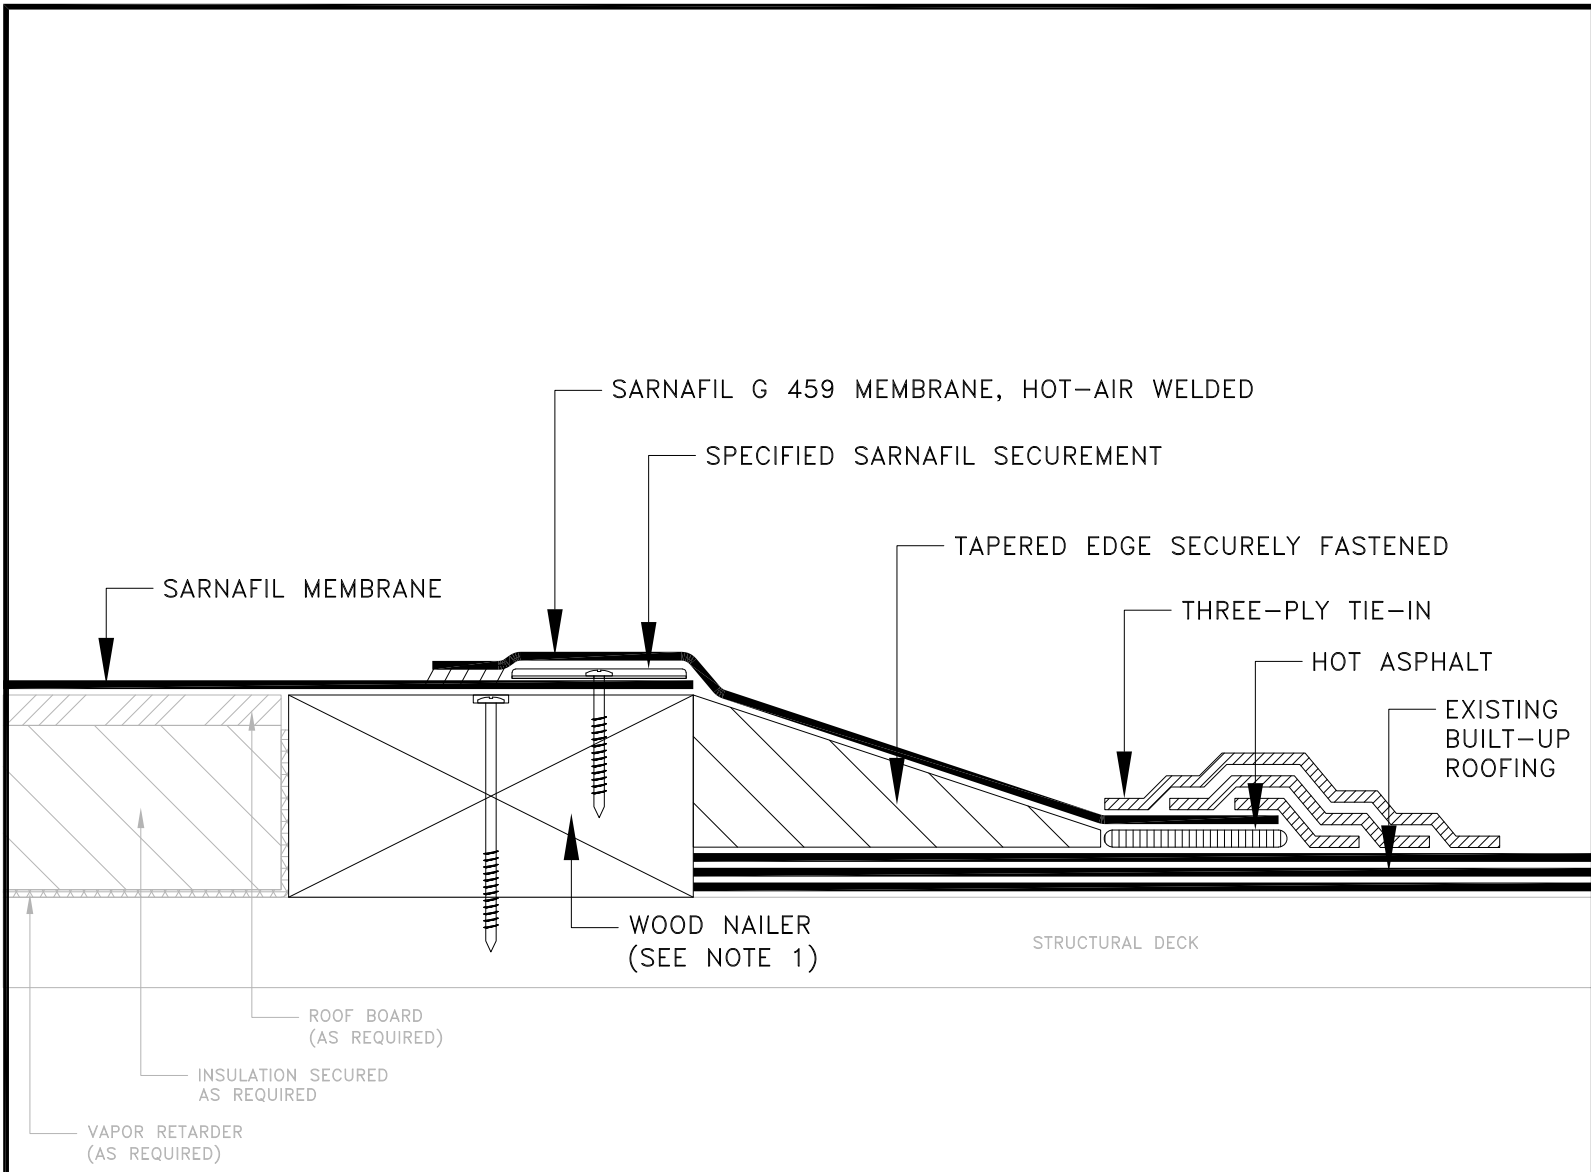 SARNAFIL G 459 MEMBRANE, HOT-AIR WELDED
SPECIFIED SARNAFIL SECUREMENT
TAPERED EDGE SECURELY FASTENED
SARNAFIL MEMBRANE
THREE-PLY TIE-IN
HOT ASPHALT
EXISTING
BUILT-UP
ROOFING
WOOD NAILER
(SEE NOTE 1)
STRUCTURAL DECK
ROOF BOARD
(AS REQUIRED)
INSULATION SECURED
AS REQUIRED
VAPOR RETARDER
(AS REQUIRED)